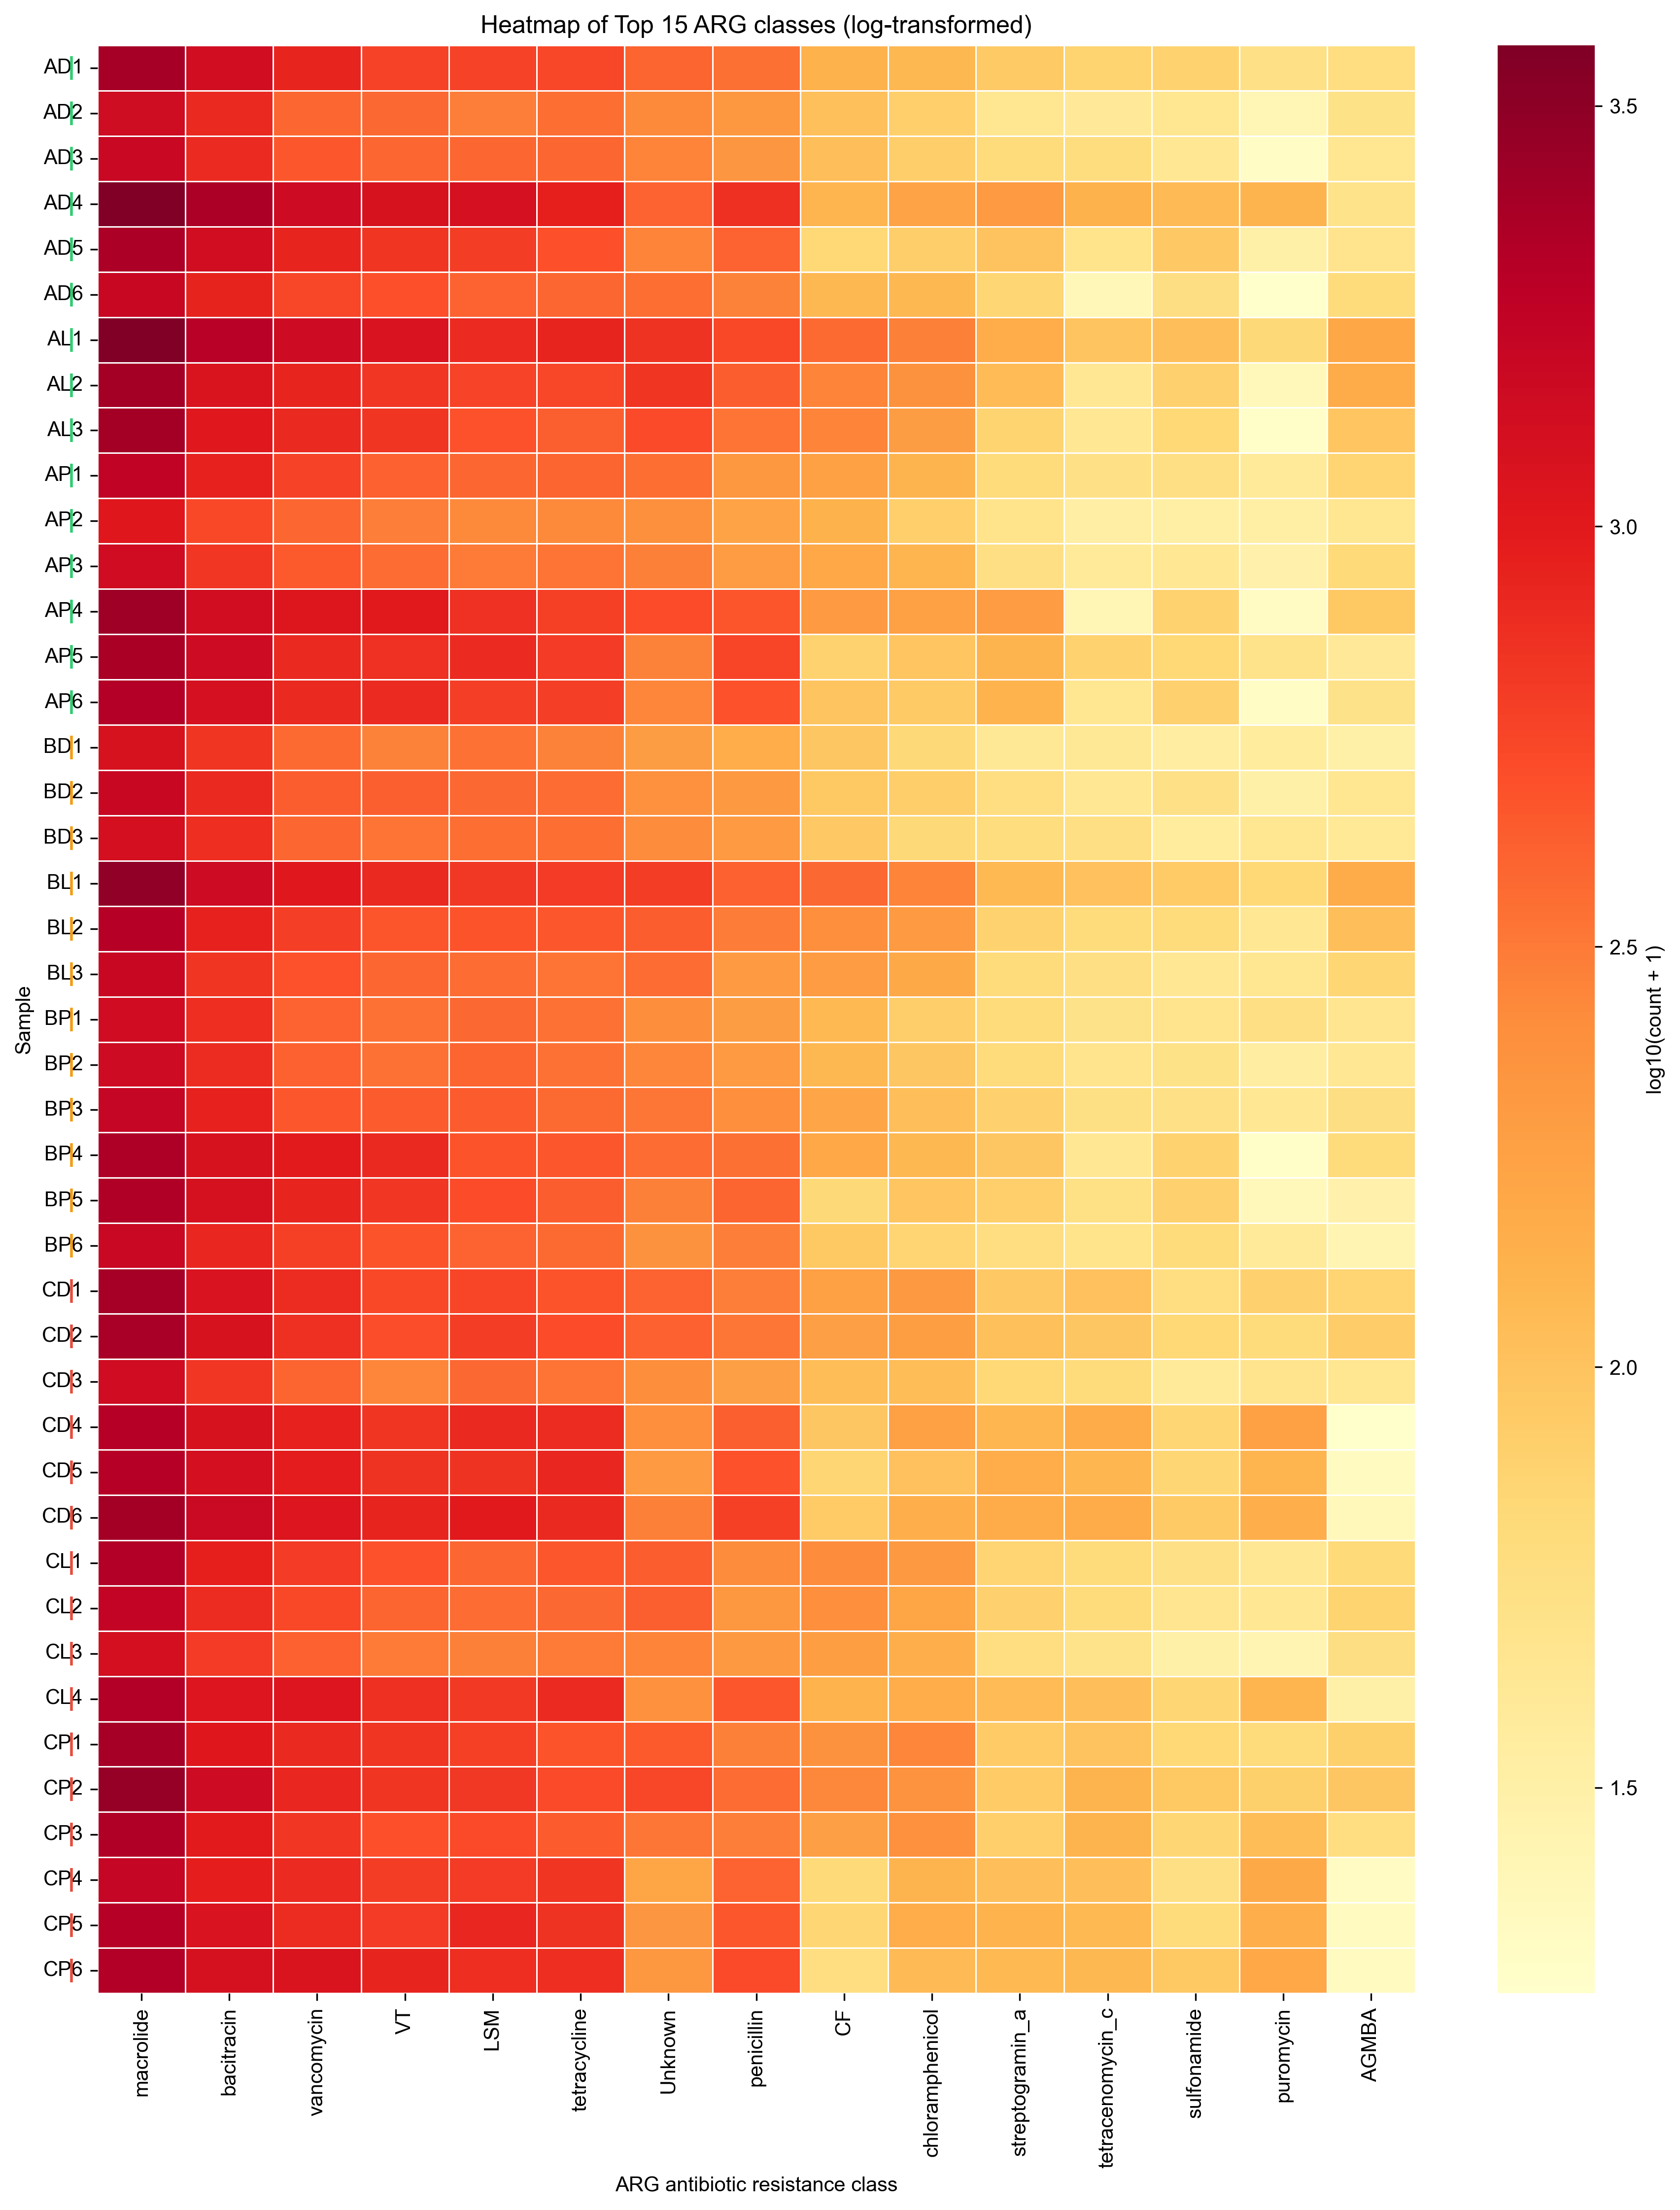 Heatmap of Top 15 ARG classes (log-transformed)
AD1
AD2
AD3
AD4
AD5
AD6
AL1
AL2
AL3
AP1
AP2
AP3
AP4
AP5
AP6
BD1
BD2
BD3
BL1
BL2
BL3
BP1
BP2
BP3
BP4
BP5
BP6
CD1
CD2
CD3
CD4
CD5
CD6
CL1
CL2
CL3
CL4
CP1
CP2
CP3
CP4
CP5
CP6
Sample
macrolide
bacitracin
vancomycin
VT
LSM
tetracycline
Unknown
penicillin
CF
chloramphenicol
streptogramin_a
tetracenomycin_c
sulfonamide
puromycin
AGMBA
ARG antibiotic resistance class
3.5
3.0
2.5
2.0
1.5
log10(count + 1)